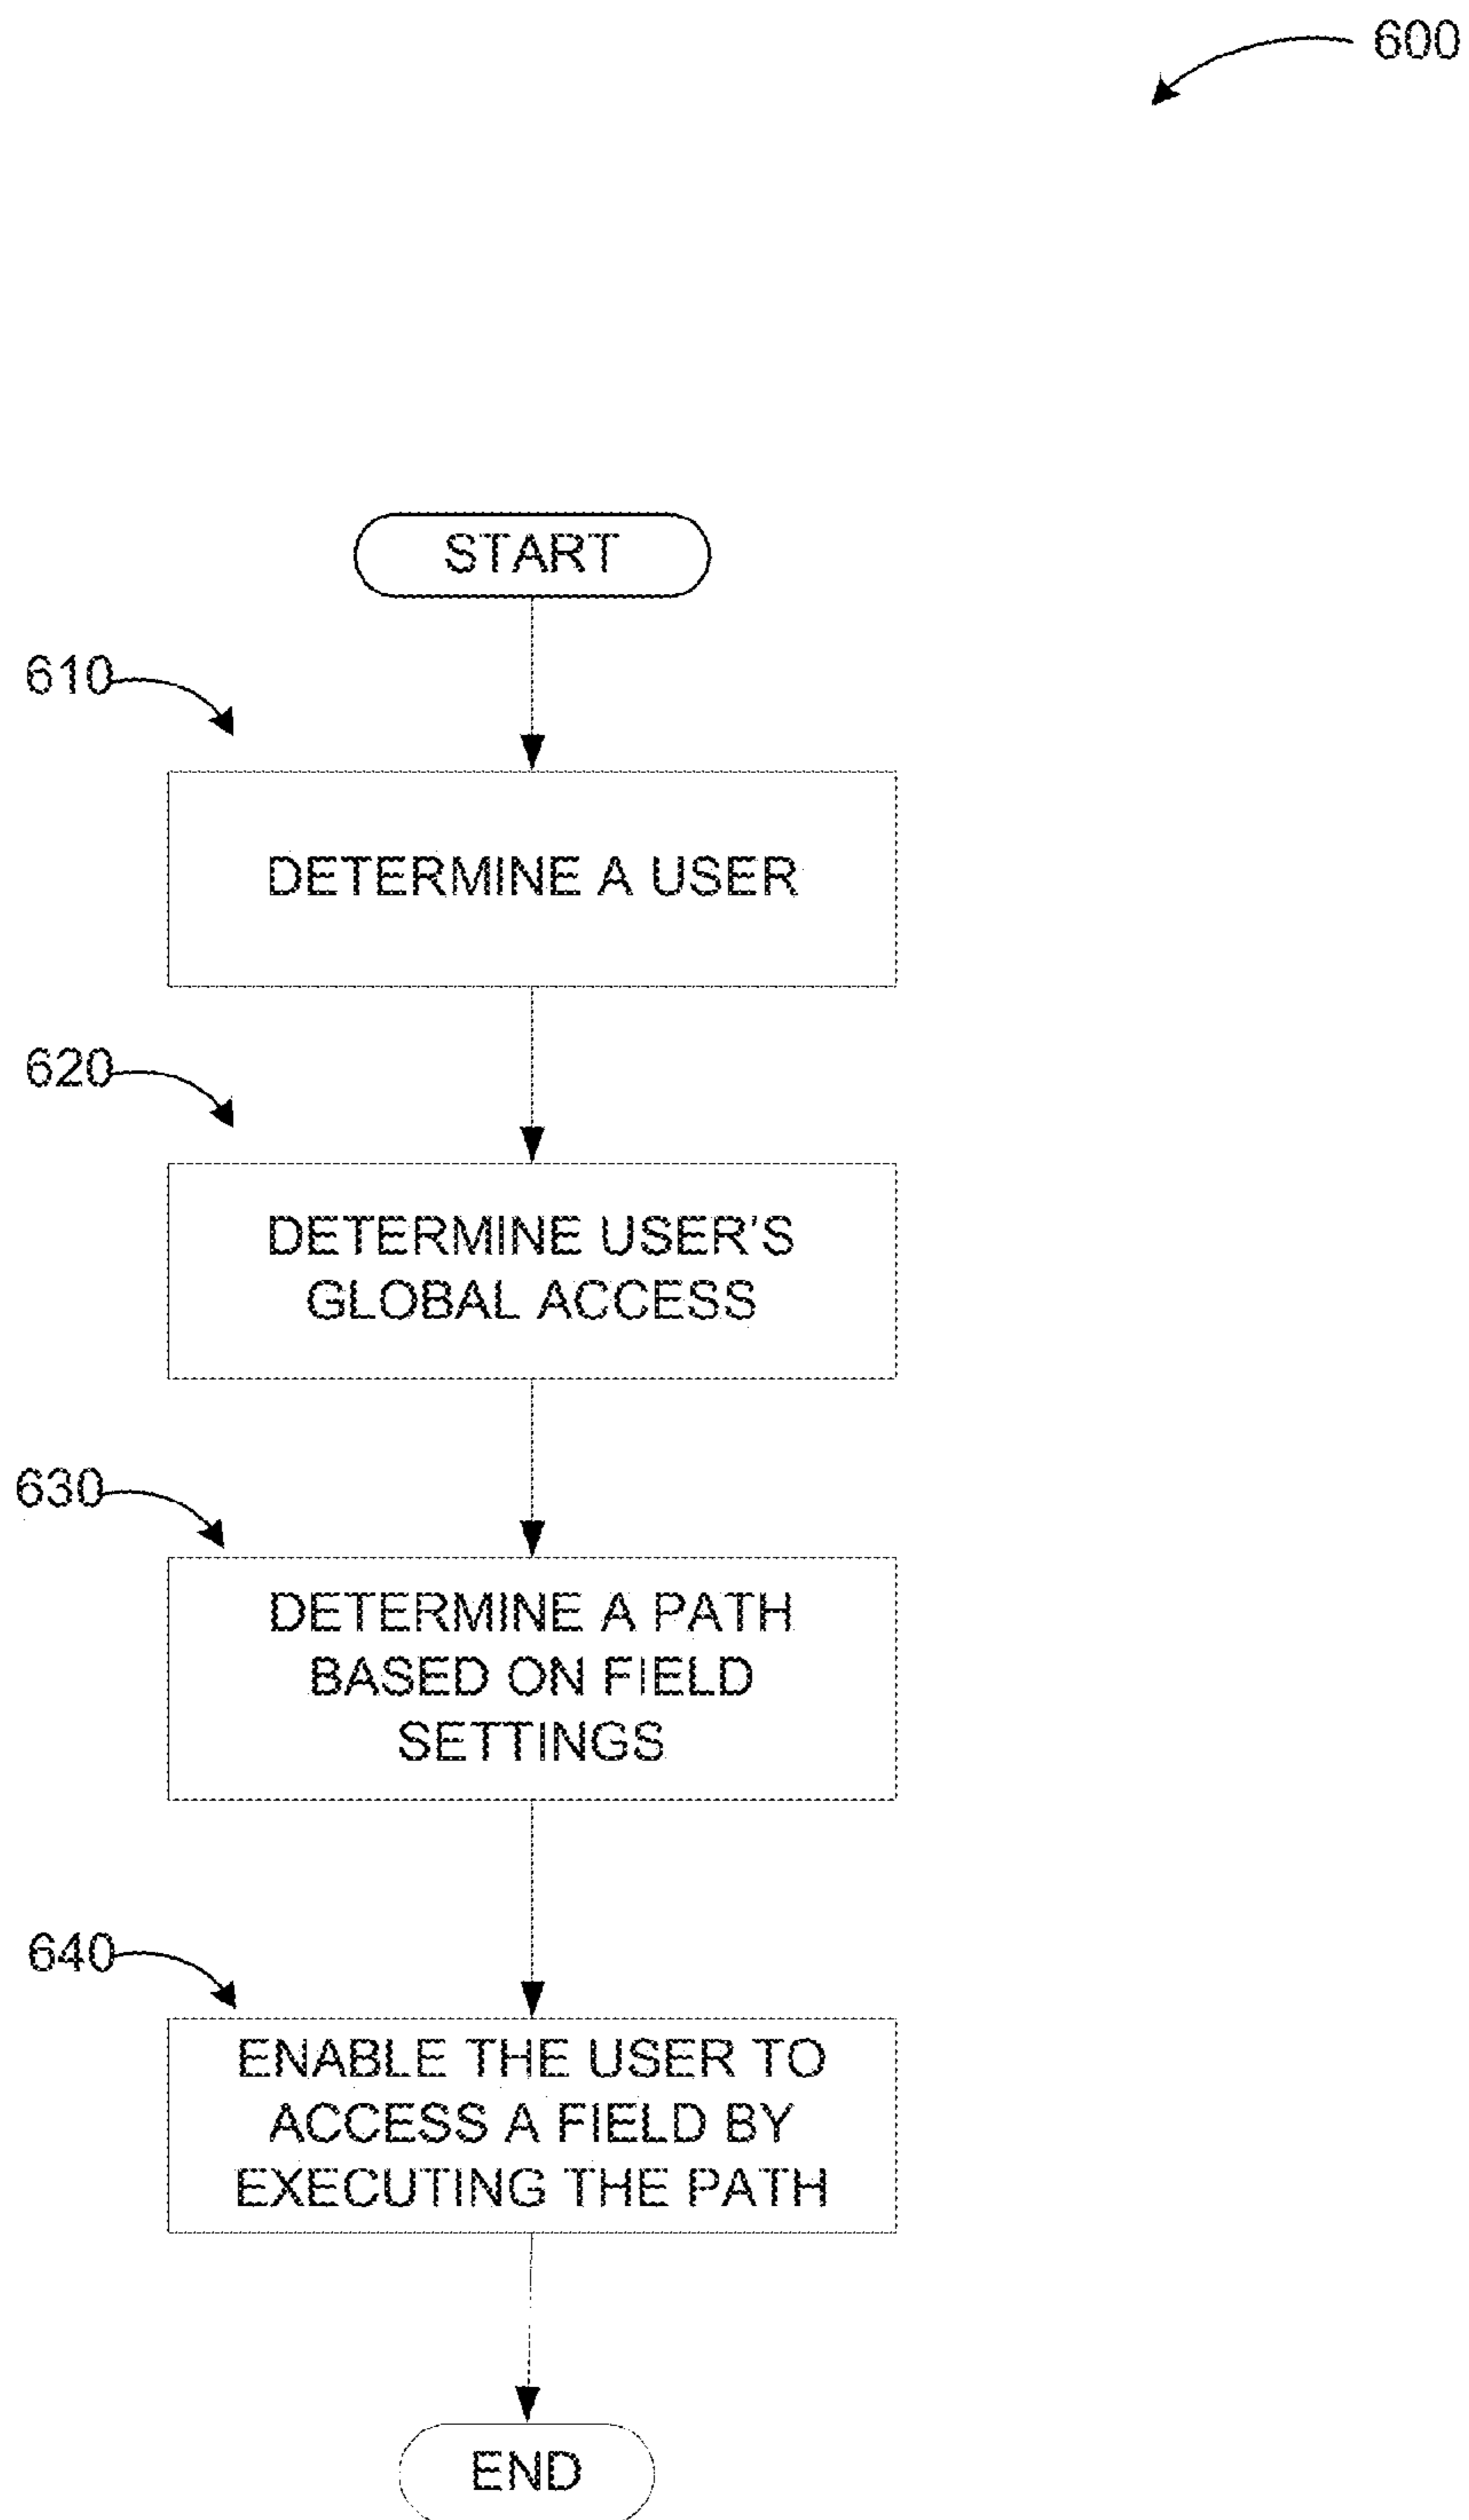 600
START
610
DETERMINE A USER
620
DETERMINE USER'S
GLOBAL ACCESS
630
DETERMINE A PATH
BASED ON FIELD
SETTINGS
640
ENABLE THE USER TO
ACCESS A FIELD BY
EXECUTING THE PATH
END